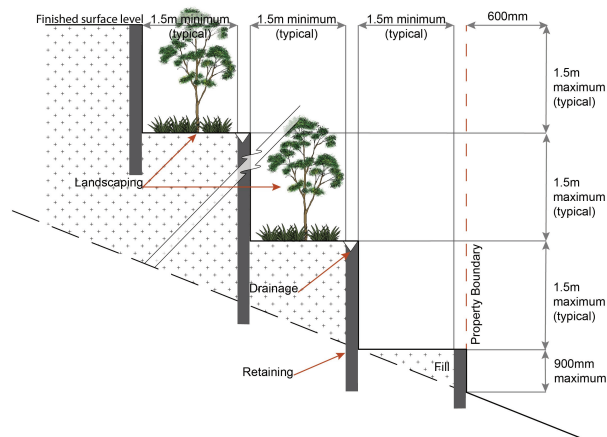 Finished surface level
1.5m minimum
(typical)
1.5m minimum
(typical)
1.5m minimum
(typical)
600mm
1.5m
maximum
(typical)
Landscaping
1.5m
maximum
(typical)
Drainage
Property Boundary
1.5m
maximum
(typical)
Retaining
Fill
900mm
maximum